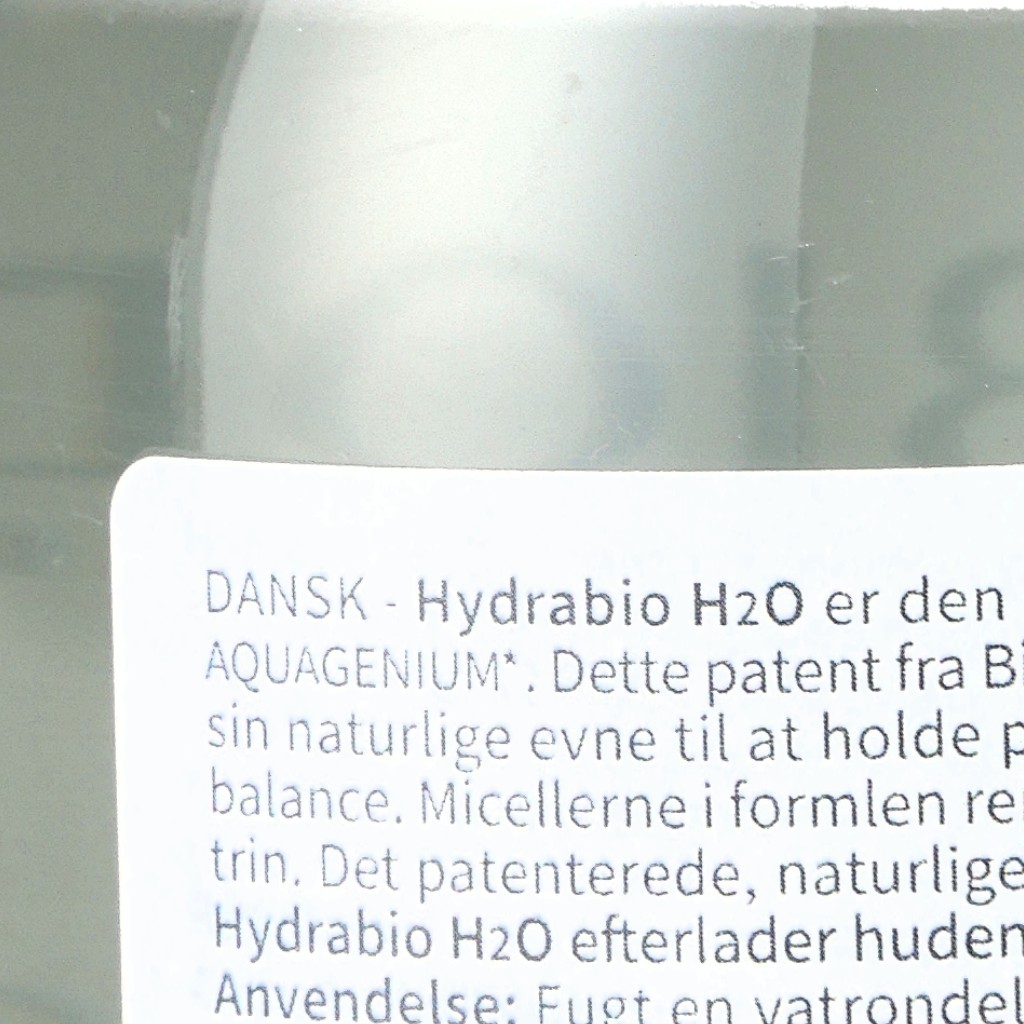 DANSK - Hydrabio H2O er den
AQUAGENIUM*. Dette patent fra
sin naturlige evne til at holde
balance. Micellerne i formlen
trin. Det patenterede, naturlige
Hydrabio H2O efterlader huden
Anvendelse: Fugt en vatrondel